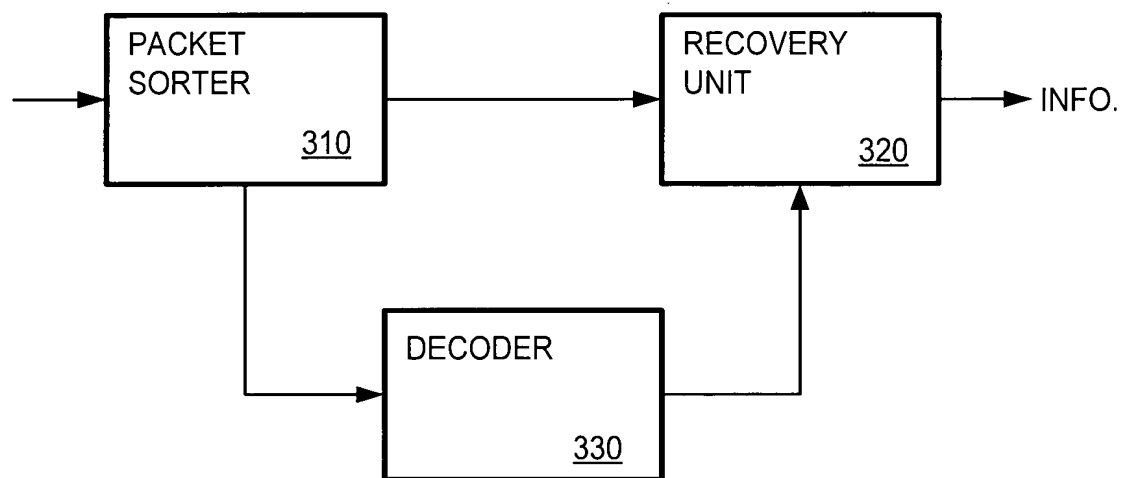 PACKET
SORTER
310
RECOVERY
UNIT
320
INFO.
DECODER
330